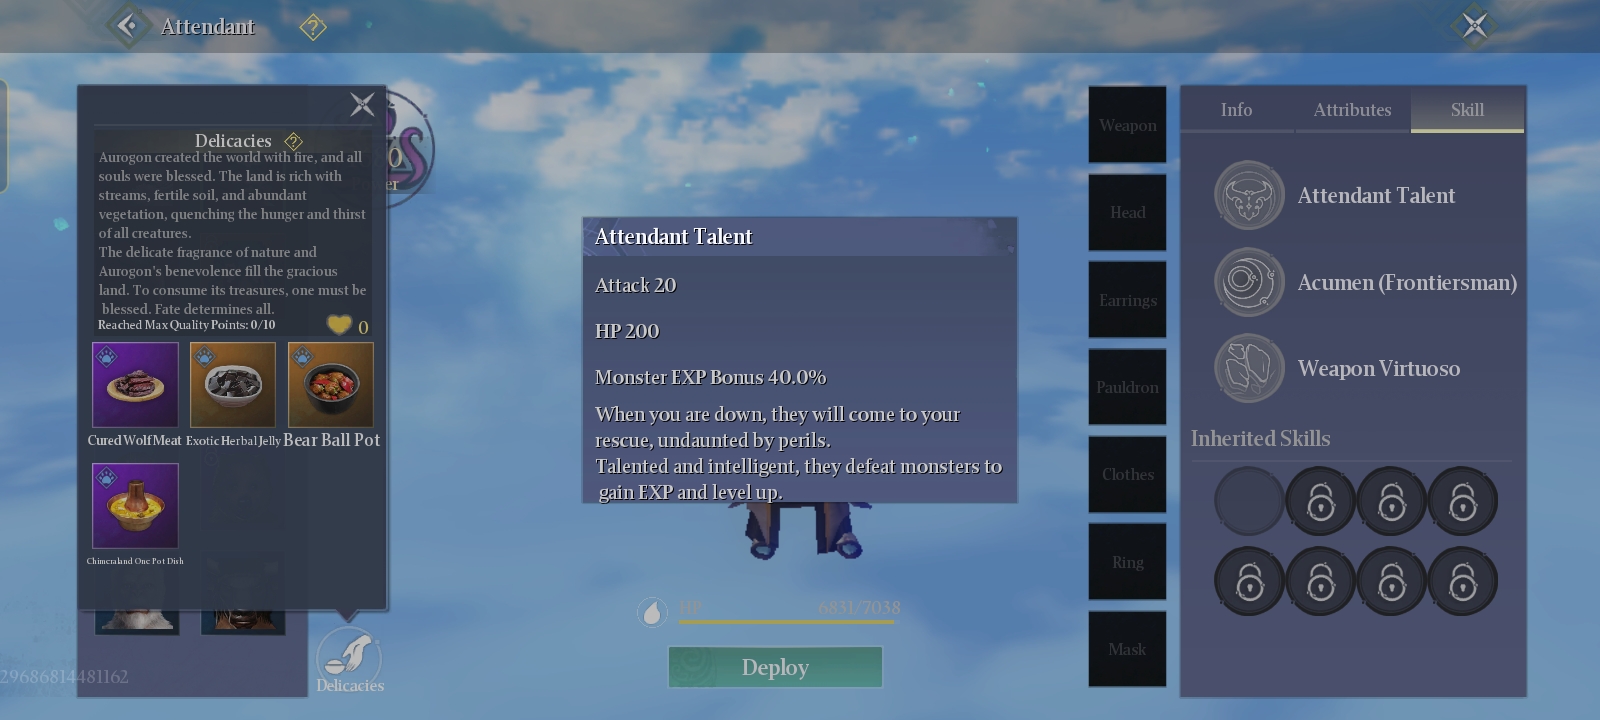 Attendant
Delicacies
Aurogon created the world with fire, and all
souls were blessed. The land is rich with
streams, fertile soil, and abundant
vegetation, quenching the hunger and thirst
of all creatures.
The delicate fragrance of nature and
Aurogon's benevolence fill the gracious
land. To consume its treasures, one must be
blessed. Fate determines all.
Reached Max Quality Points: 0/10
0
Cured Wolf Meat
Exotic Herbal Jelly
Bear Ball Pot
Chimeraland One Pot Dish
29686814481162
Delicacies
Attendant Talent
Attack 20
HP 200
Monster EXP Bonus 40.0%
When you are down, they will come to your
rescue, undaunted by perils.
Talented and intelligent, they defeat monsters to
gain EXP and level up.
HP 6831/7038
Deploy
Weapon
Head
Earrings
Pauldron
Clothes
Ring
Mask
Info Attributes Skill
Attendant Talent
Acumen (Frontiersman)
Weapon Virtuoso
Inherited Skills